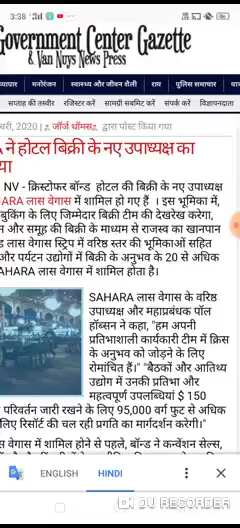 3:38
Government Center Gazette
& Van Nuys News Press
व्यापार मनोरंजन स्वास्थ्य और जीवन शैली राय पुलिस समाचार
सप्ताह की तस्वीर रजिस्टर करें सामग्री सबमिट करें संपर्क करें विज्ञापनदाता
वरी, 2020 | जॉर्ज थॉमस, द्वारा पोस्ट किया गया
ने होटल बिक्री के नए उपाध्यक्ष का
या
NV - क्रिस्टोफर बॉन्ड होटल की बिक्री के नए उपाध्यक्ष
ARA लास वेगास में शामिल हो गए हैं । इस भूमिका में,
बुकिंग के लिए जिम्मेदार बिक्री टीम की देखरेख करेगा,
न और समूह की बिक्री के माध्यम से राजस्व का खानपान
ड लास वेगास स्ट्रिप में वरिष्ठ स्तर की भूमिकाओं सहित
और पर्यटन उद्योगों में बिक्री के अनुभव के 20 से अधिक
AHARA लास वेगास में शामिल होता है।
SAHARA लास वेगास के वरिष्ठ
उपाध्यक्ष और महाप्रबंधक पॉल
हॉब्सन ने कहा, "हम अपनी
प्रतिभाशाली कार्यकारी टीम में क्रिस
के अनुभव को जोड़ने के लिए
रोमांचित हैं।" "बैठकों और आतिथ्य
उद्योग में उनकी प्रतिभा और
महत्वपूर्ण उपलब्धियां $ 150
परिवर्तन जारी रखने के लिए 95,000 वर्ग फुट से अधिक
लिए रिसॉर्ट की चल रही प्रगति का मार्गदर्शन करेगी।"
स वेगास में शामिल होने से पहले, बॉन्ड ने कन्वेंशन सेल्स,
ENGLISH HINDI
DU RECORDER